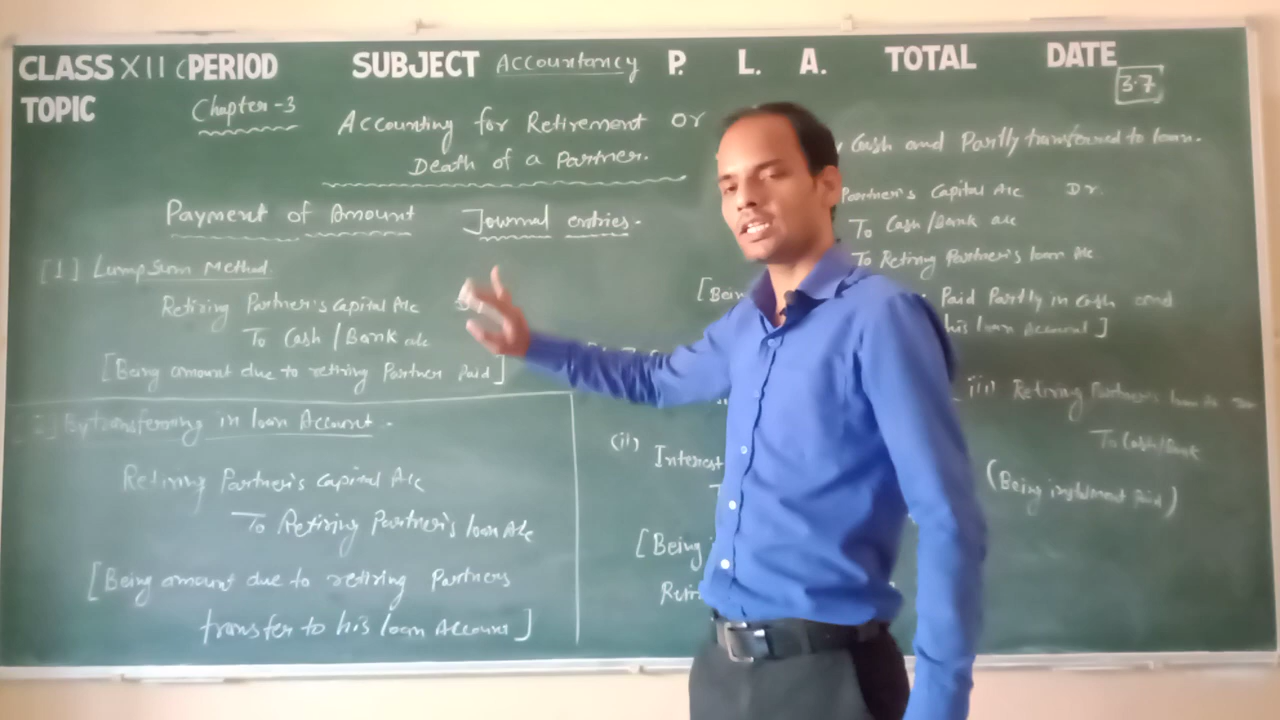 CLASS XII (PERIOD SUBJECT Accountancy P. L. A. TOTAL DATE
TOPIC Chapter-3
3.7
Accounting for Retirement or
Death of a Partner.
Payment of Amount Journal entries.
[1] Lumpsum Method
Retiring Partner's Capital A/c
To Cash / Bank a/c
[Being amount due to retiring Partner Paid]
2] By transferring in loan Account.
Retiring Partner's Capital A/c
To Retiring Partner's loan A/c
[Being amount due to retiring Partners
transfer to his loan Account]
Cash and Partly transferred to loan.
Partner's Capital A/c Dr.
To Cash/Bank a/c
To Retiring Partner's loan A/c
[Being Paid Partly in cash and
his loan Account]
(ii) Interest
[Being
iii) Retiring Partner's loan A/c
To Cash/Bank
(Being instalment Paid)